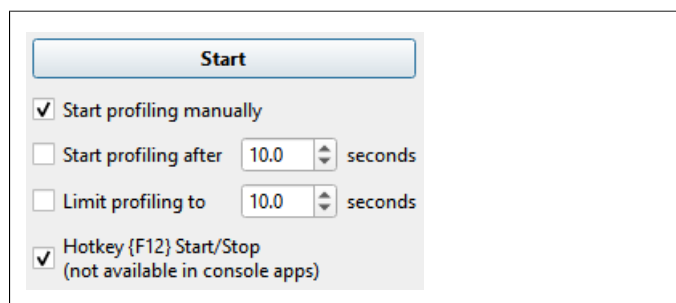 Start
Start profiling manually
Start profiling after 10.0 seconds
Limit profiling to 10.0 seconds
Hotkey {F12} Start/Stop
(not available in console apps)